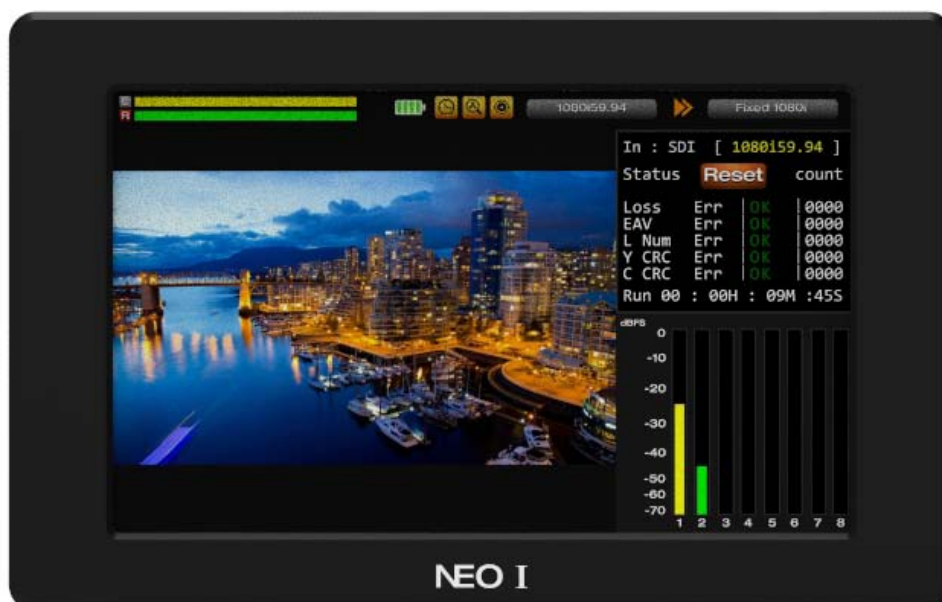 1080i59.94
Fixed 1080i
In : SDI [ 1080i59.94 ]
Status Reset count
Loss Err OK 0000
EAV Err OK 0000
L Num Err OK 0000
Y CRC Err OK 0000
C CRC Err OK 0000
Run 00 : 00H : 09M :45S
dBFS
0
-10
-20
-30
-40
-50
-60
-70
1 2 3 4 5 6 7 8
NEO I